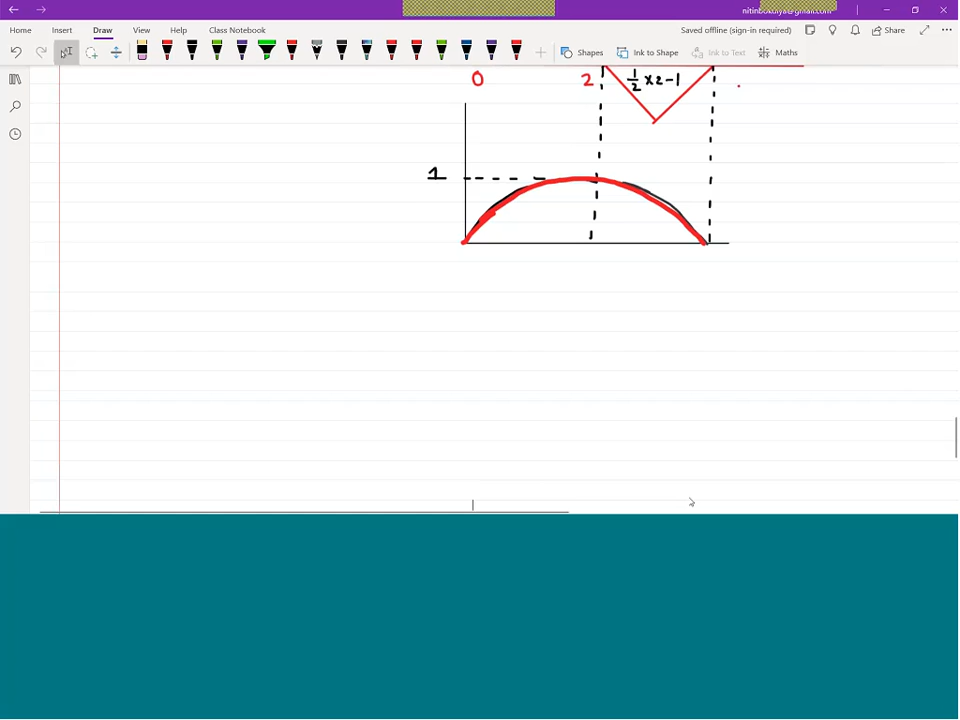 Home Insert Draw View Help Class Notebook Saved offline (sign-in required) Share
Shapes Ink to Shape Ink to Text Maths
0 2 1/2 x 2 - 1
1